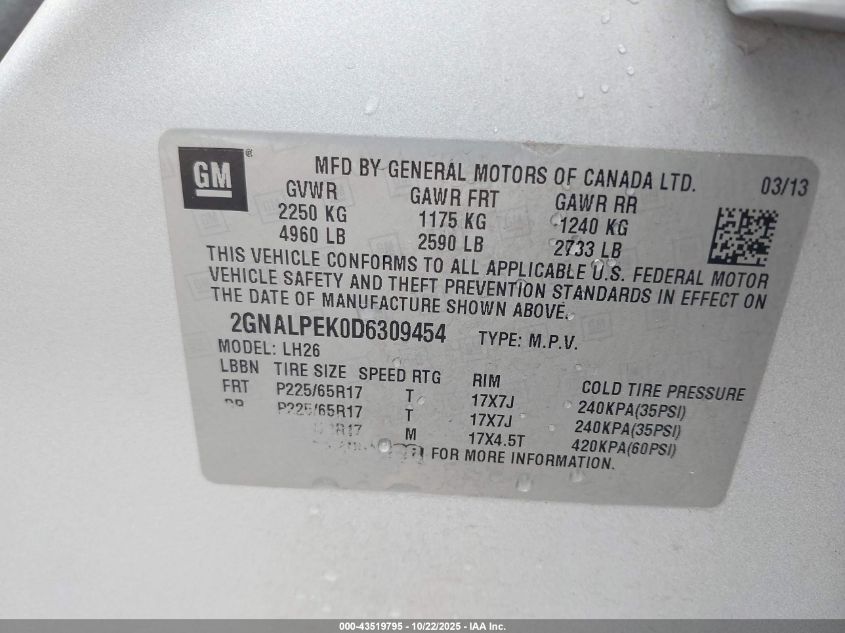 GM ®
MFD BY GENERAL MOTORS OF CANADA LTD. 03/13
GVWR GAWR FRT GAWR RR
2250 KG 1175 KG 1240 KG
4960 LB 2590 LB 2733 LB
THIS VEHICLE CONFORMS TO ALL APPLICABLE U.S. FEDERAL MOTOR
VEHICLE SAFETY AND THEFT PREVENTION STANDARDS IN EFFECT ON
THE DATE OF MANUFACTURE SHOWN ABOVE.
2GNALPEK0D6309454 TYPE: M.P.V.
MODEL: LH26
LBBN TIRE SIZE SPEED RTG RIM COLD TIRE PRESSURE
FRT P225/65R17 T 17X7J 240KPA(35PSI)
RR P225/65R17 T 17X7J 240KPA(35PSI)
M 17X4.5T 420KPA(60PSI)
FOR MORE INFORMATION.
000-43519795 - 10/22/2025 - IAA Inc.